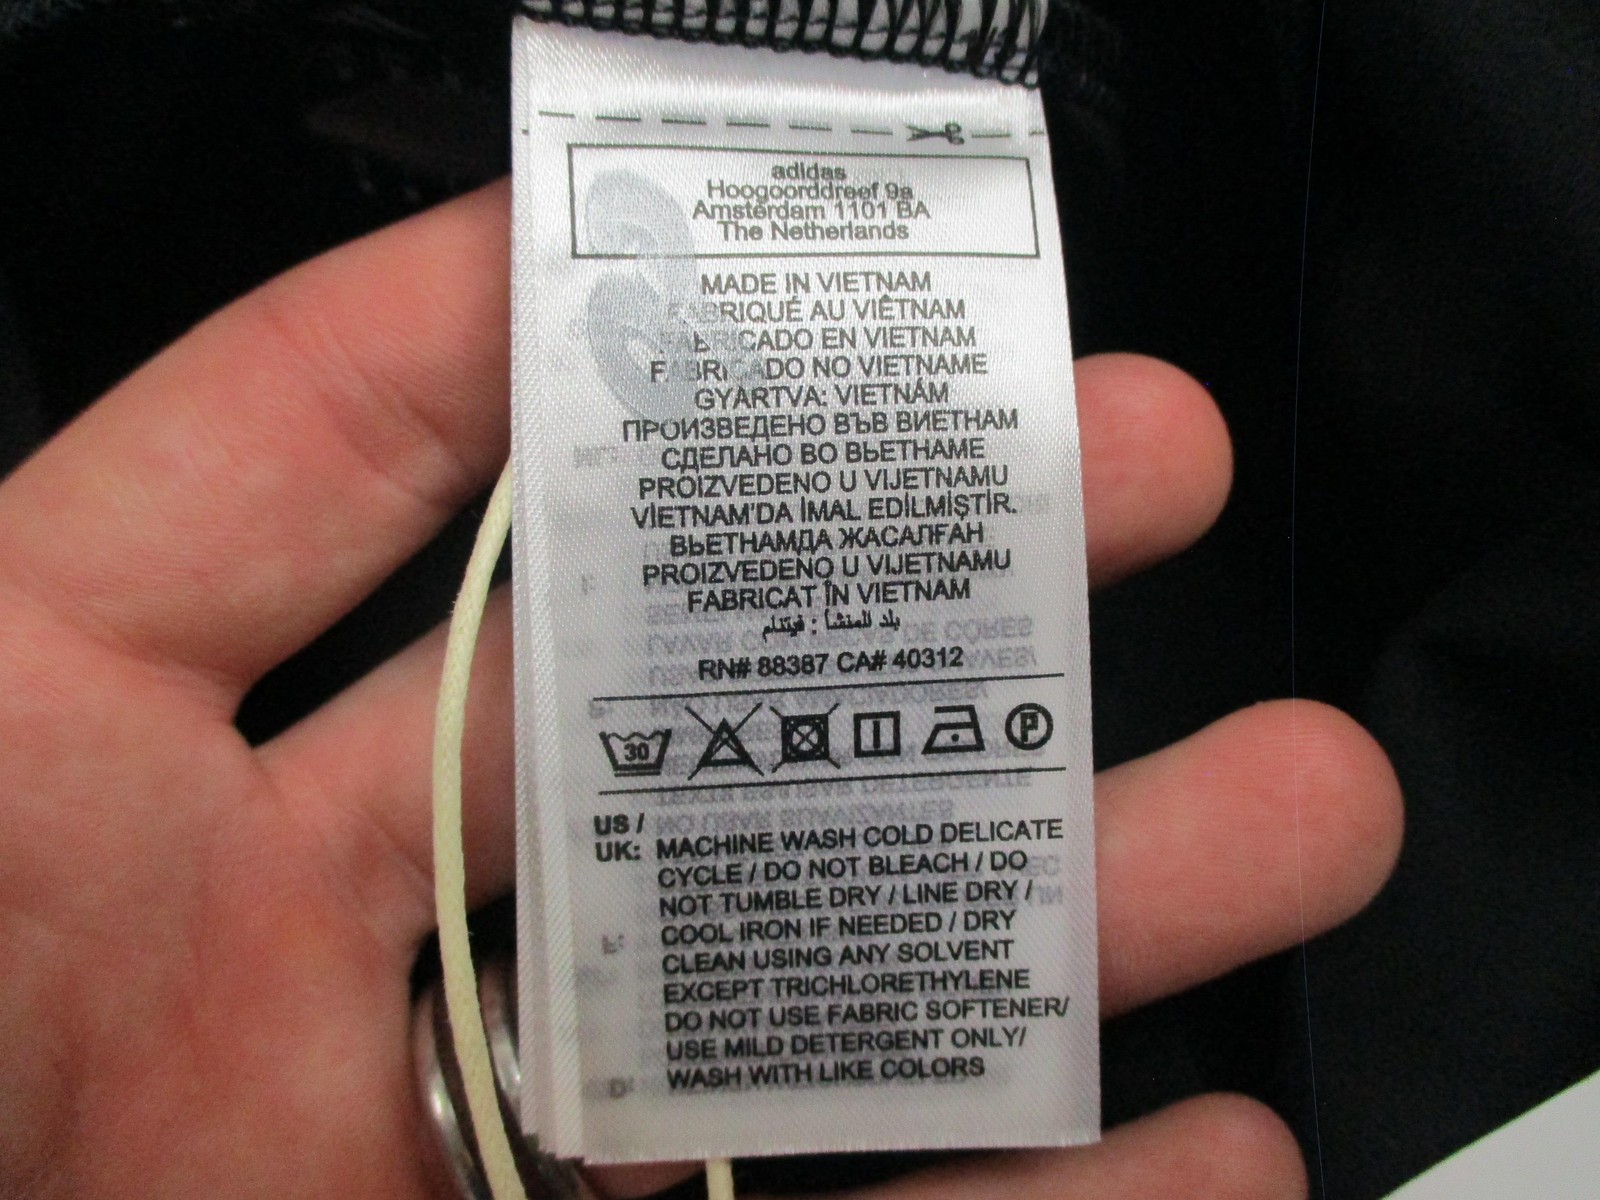 adidas
Hoogoorddreef 9a
Amsterdam 1101 BA
The Netherlands
MADE IN VIETNAM
FABRIQUÉ AU VIÊTNAM
FABRICADO EN VIETNAM
FABRICADO NO VIETNAME
GYÁRTVA: VIETNÁM
ПРОИЗВЕДЕНО ВЪВ ВИЕТНАМ
СДЕЛАНО ВО ВЬЕТНАМЕ
PROIZVEDENO U VIJETNAMU
VİETNAM'DA İMAL EDİLMİŞTİR.
ВЬЕТНАМДА ЖАСАЛҒАН
PROIZVEDENO U VIJETNAMU
FABRICAT ÎN VIETNAM
بلد المنشأ : فيتنام
RN# 88387 CA# 40312
30 P
US /
UK: MACHINE WASH COLD DELICATE
CYCLE / DO NOT BLEACH / DO
NOT TUMBLE DRY / LINE DRY /
COOL IRON IF NEEDED / DRY
CLEAN USING ANY SOLVENT
EXCEPT TRICHLORETHYLENE
DO NOT USE FABRIC SOFTENER/
USE MILD DETERGENT ONLY/
WASH WITH LIKE COLORS